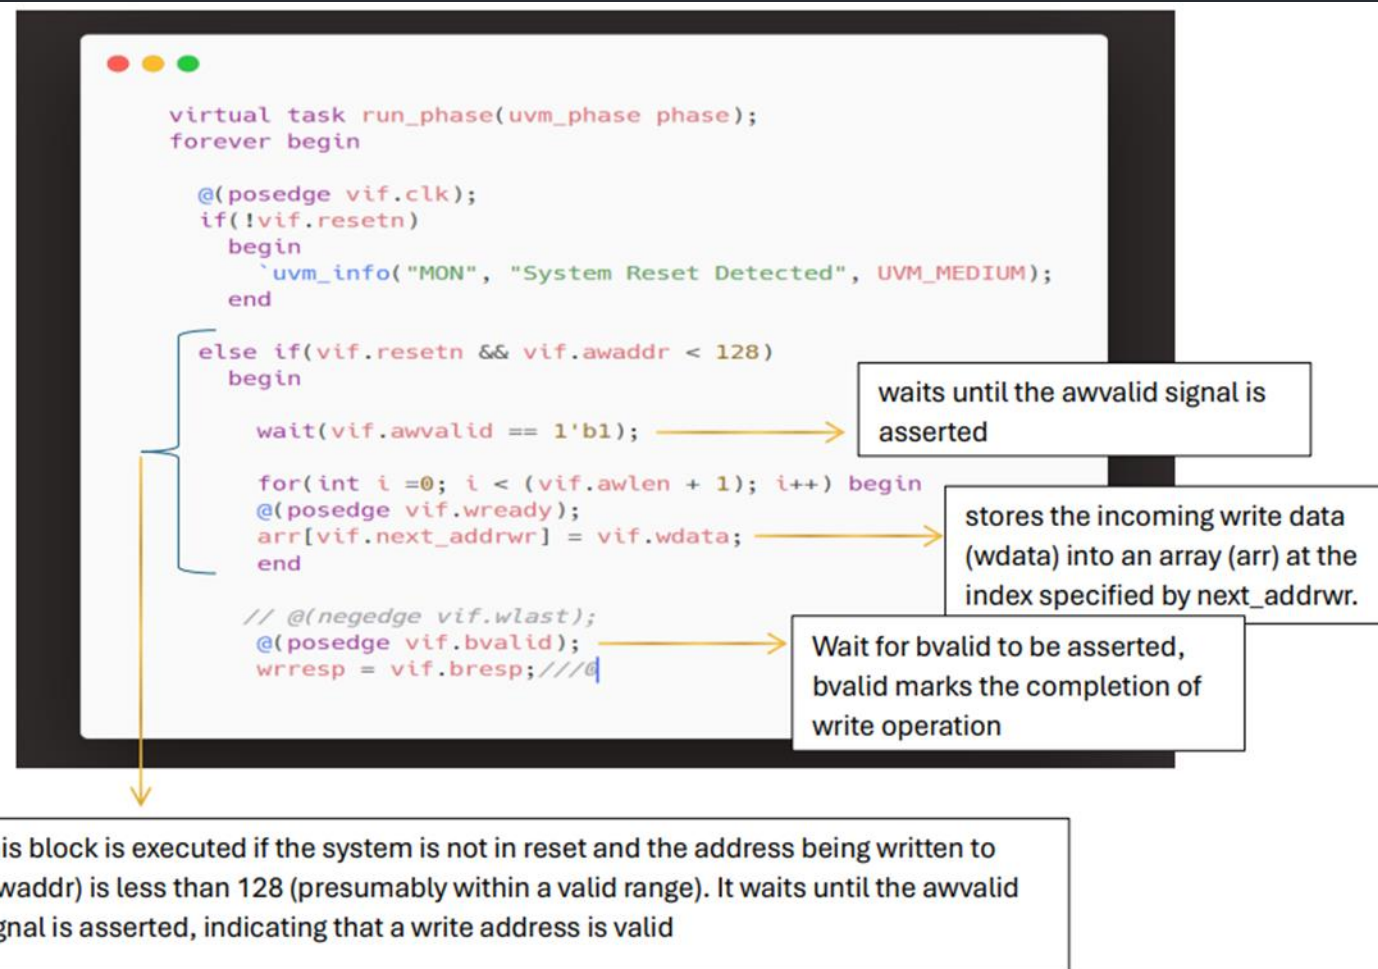 virtual task run_phase(uvm_phase phase);
forever begin
@(posedge vif.clk);
if(!vif.resetn)
begin
`uvm_info("MON", "System Reset Detected", UVM_MEDIUM);
end
else if(vif.resetn && vif.awaddr < 128)
begin
wait(vif.awvalid == 1'b1);
waits until the awvalid signal is
asserted
for(int i =0; i < (vif.awlen + 1); i++) begin
@(posedge vif.wready);
arr[vif.next_addrwr] = vif.wdata;
end
stores the incoming write data
(wdata) into an array (arr) at the
index specified by next_addrwr.
// @(negedge vif.wlast);
@(posedge vif.bvalid);
wrresp = vif.bresp;///@
Wait for bvalid to be asserted,
bvalid marks the completion of
write operation
is block is executed if the system is not in reset and the address being written to
waddr) is less than 128 (presumably within a valid range). It waits until the awvalid
gnal is asserted, indicating that a write address is valid